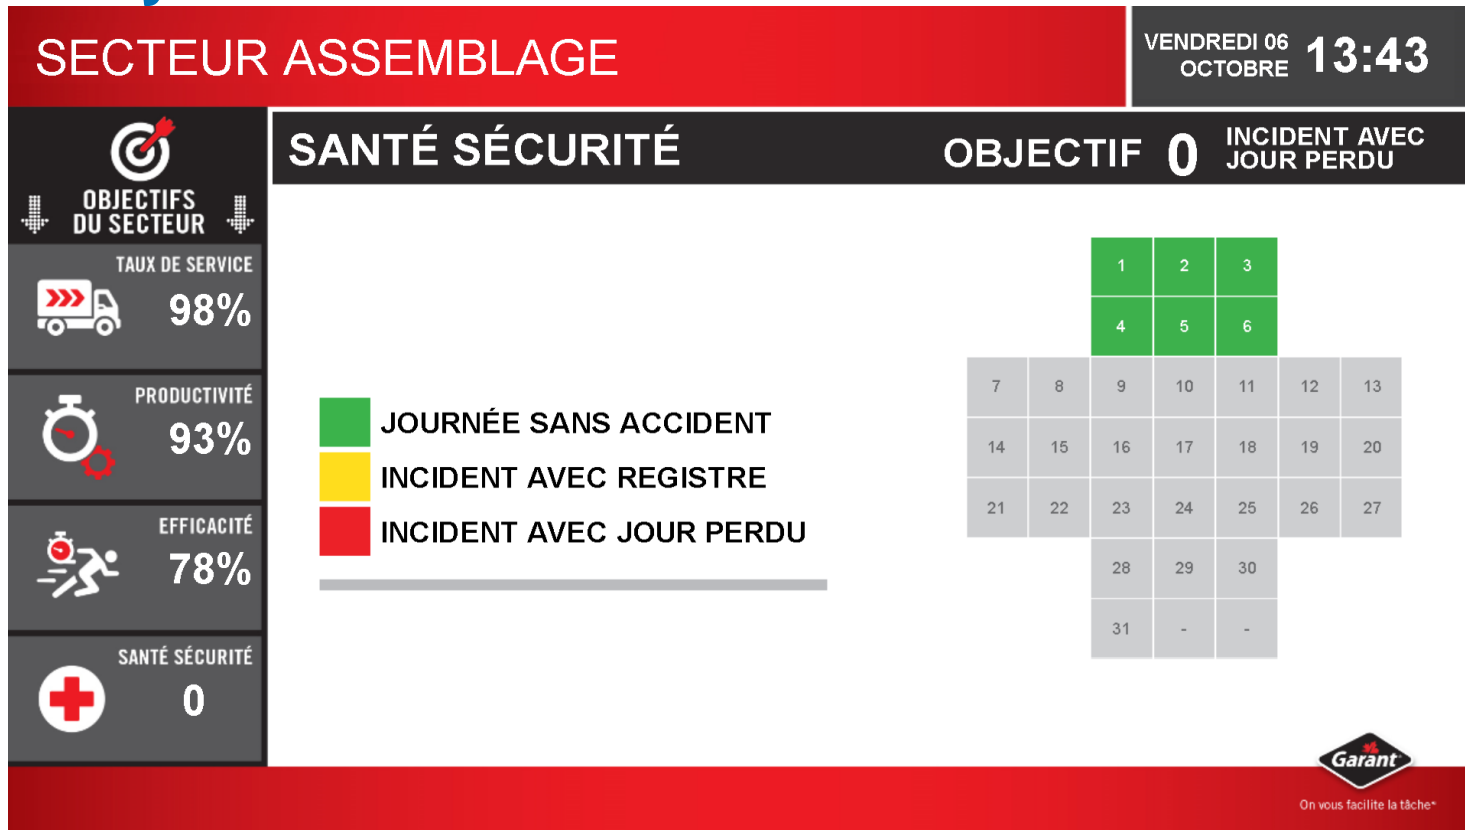 SECTEUR ASSEMBLAGE
VENDREDI 06
OCTOBRE
13:43
OBJECTIFS
DU SECTEUR
TAUX DE SERVICE
98%
PRODUCTIVITÉ
93%
EFFICACITÉ
78%
SANTÉ SÉCURITÉ
0
SANTÉ SÉCURITÉ
OBJECTIF 0
INCIDENT AVEC
JOUR PERDU
JOURNÉE SANS ACCIDENT
INCIDENT AVEC REGISTRE
INCIDENT AVEC JOUR PERDU
1 2 3
4 5 6
7 8 9 10 11 12 13
14 15 16 17 18 19 20
21 22 23 24 25 26 27
28 29 30
31 - -
Garant
On vous facilite la tâche